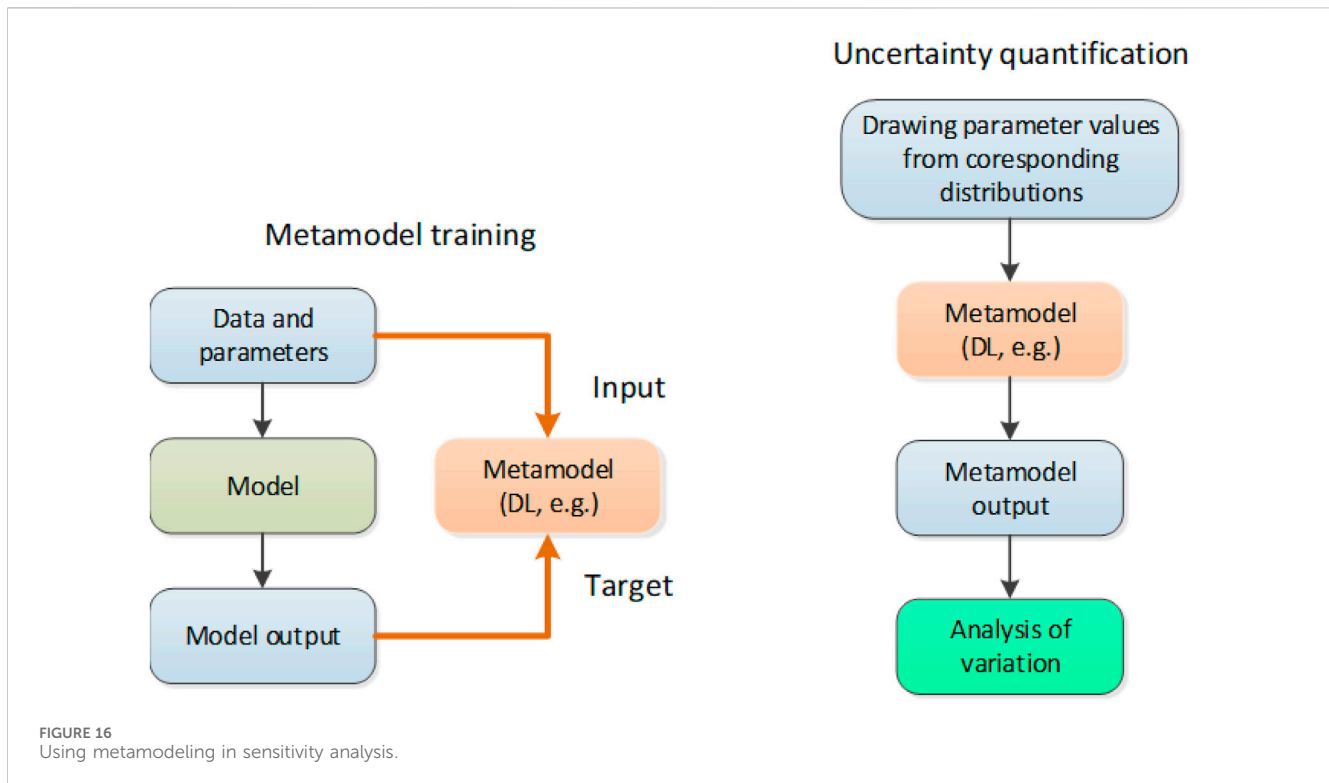 Metamodel training
Data and
parameters
Model
Model output
Input
Metamodel
(DL, e.g.)
Target
Uncertainty quantification
Drawing parameter values
from coresponding
distributions
Metamodel
(DL, e.g.)
Metamodel
output
Analysis of
variation
FIGURE 16
Using metamodeling in sensitivity analysis.